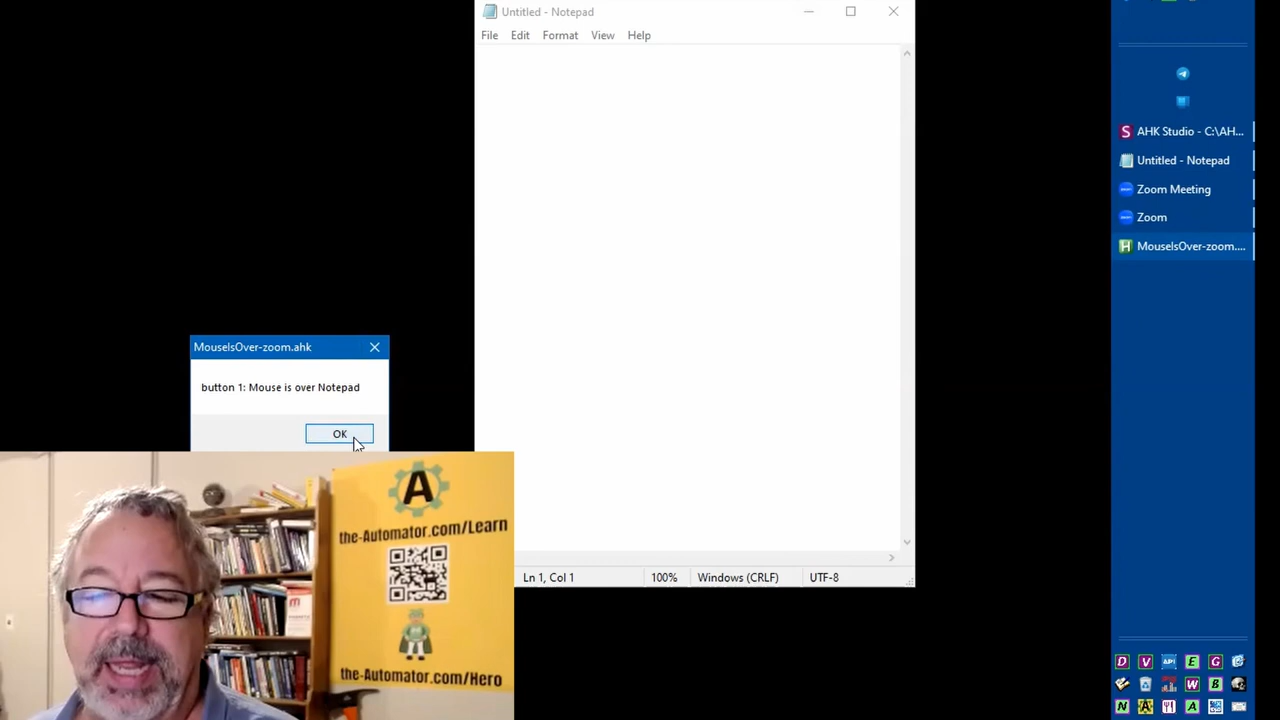 Untitled - Notepad
File Edit Format View Help
AHK Studio - C:\AH...
Untitled - Notepad
Zoom Meeting
Zoom
MouseIsOver-zoom....
MouseIsOver-zoom.ahk
button 1: Mouse is over Notepad
OK
A
the-Automator.com/Learn
the-Automator.com/Hero
Ln 1, Col 1 100% Windows (CRLF) UTF-8
D V API E G
W B
N A A